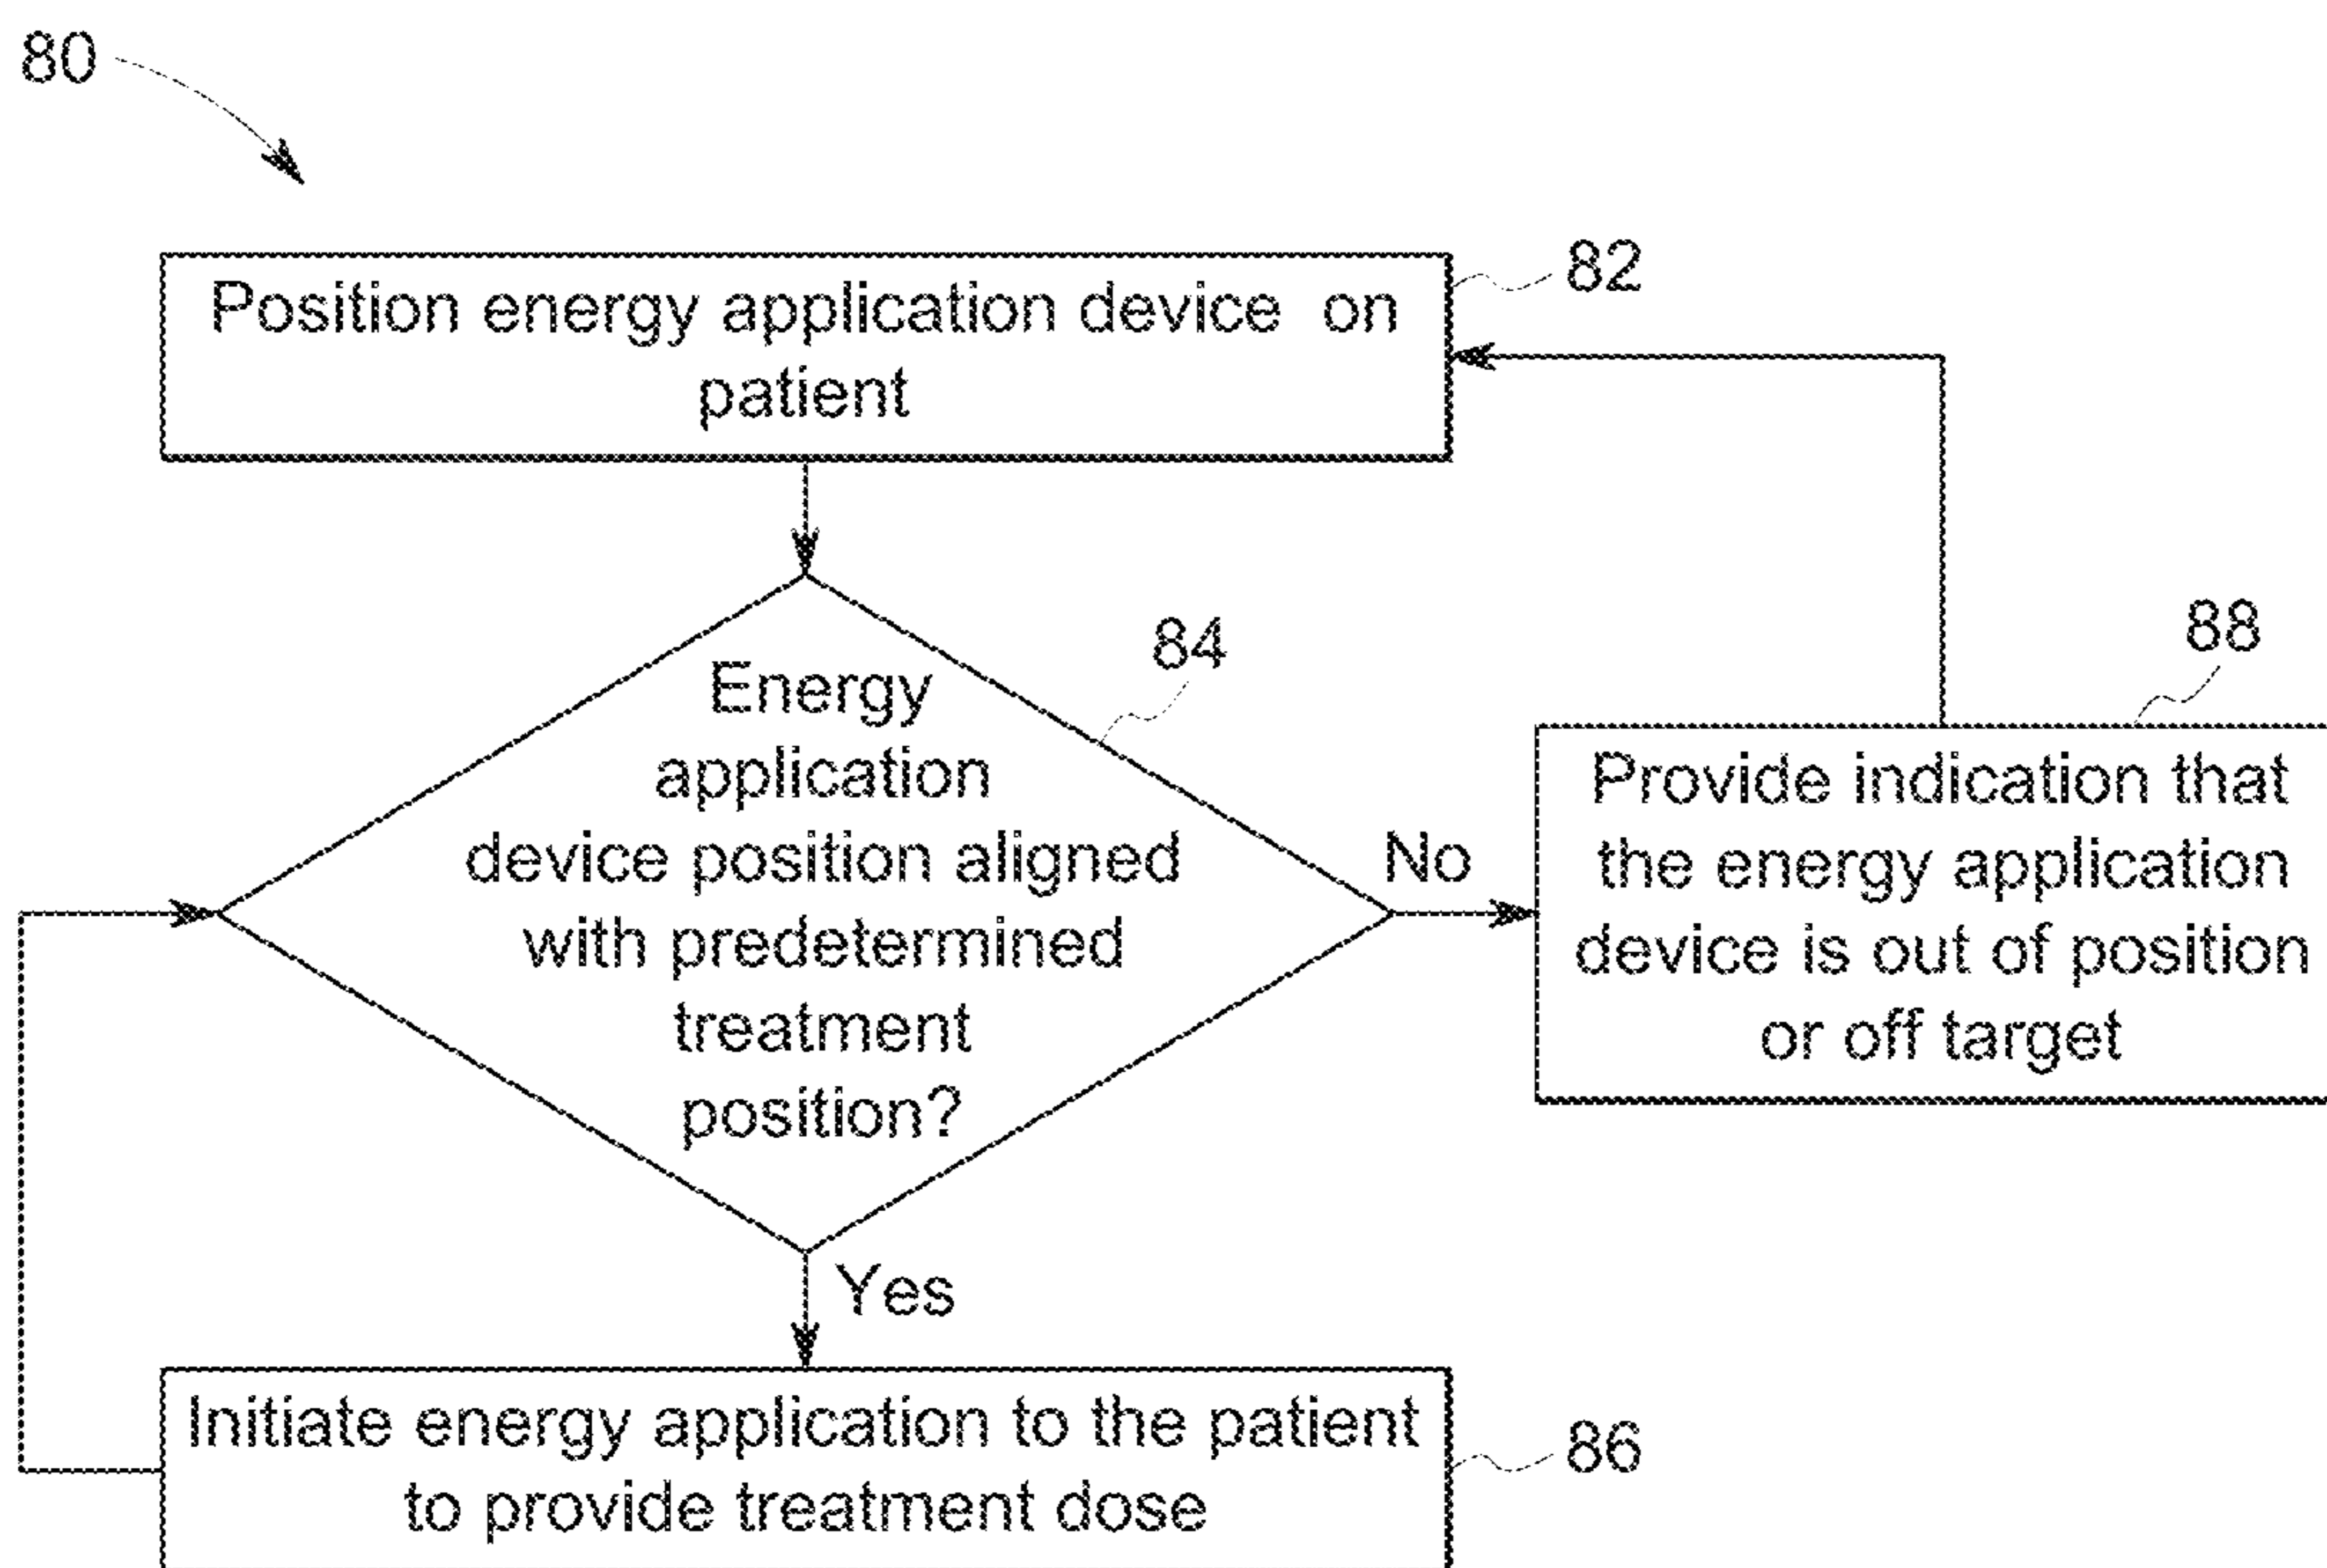 80
82
Position energy application device on
patient
84
88
Energy
application
device position aligned
with predetermined
treatment
position?
No
Provide indication that
the energy application
device is out of position
or off target
Yes
Initiate energy application to the patient
to provide treatment dose
86